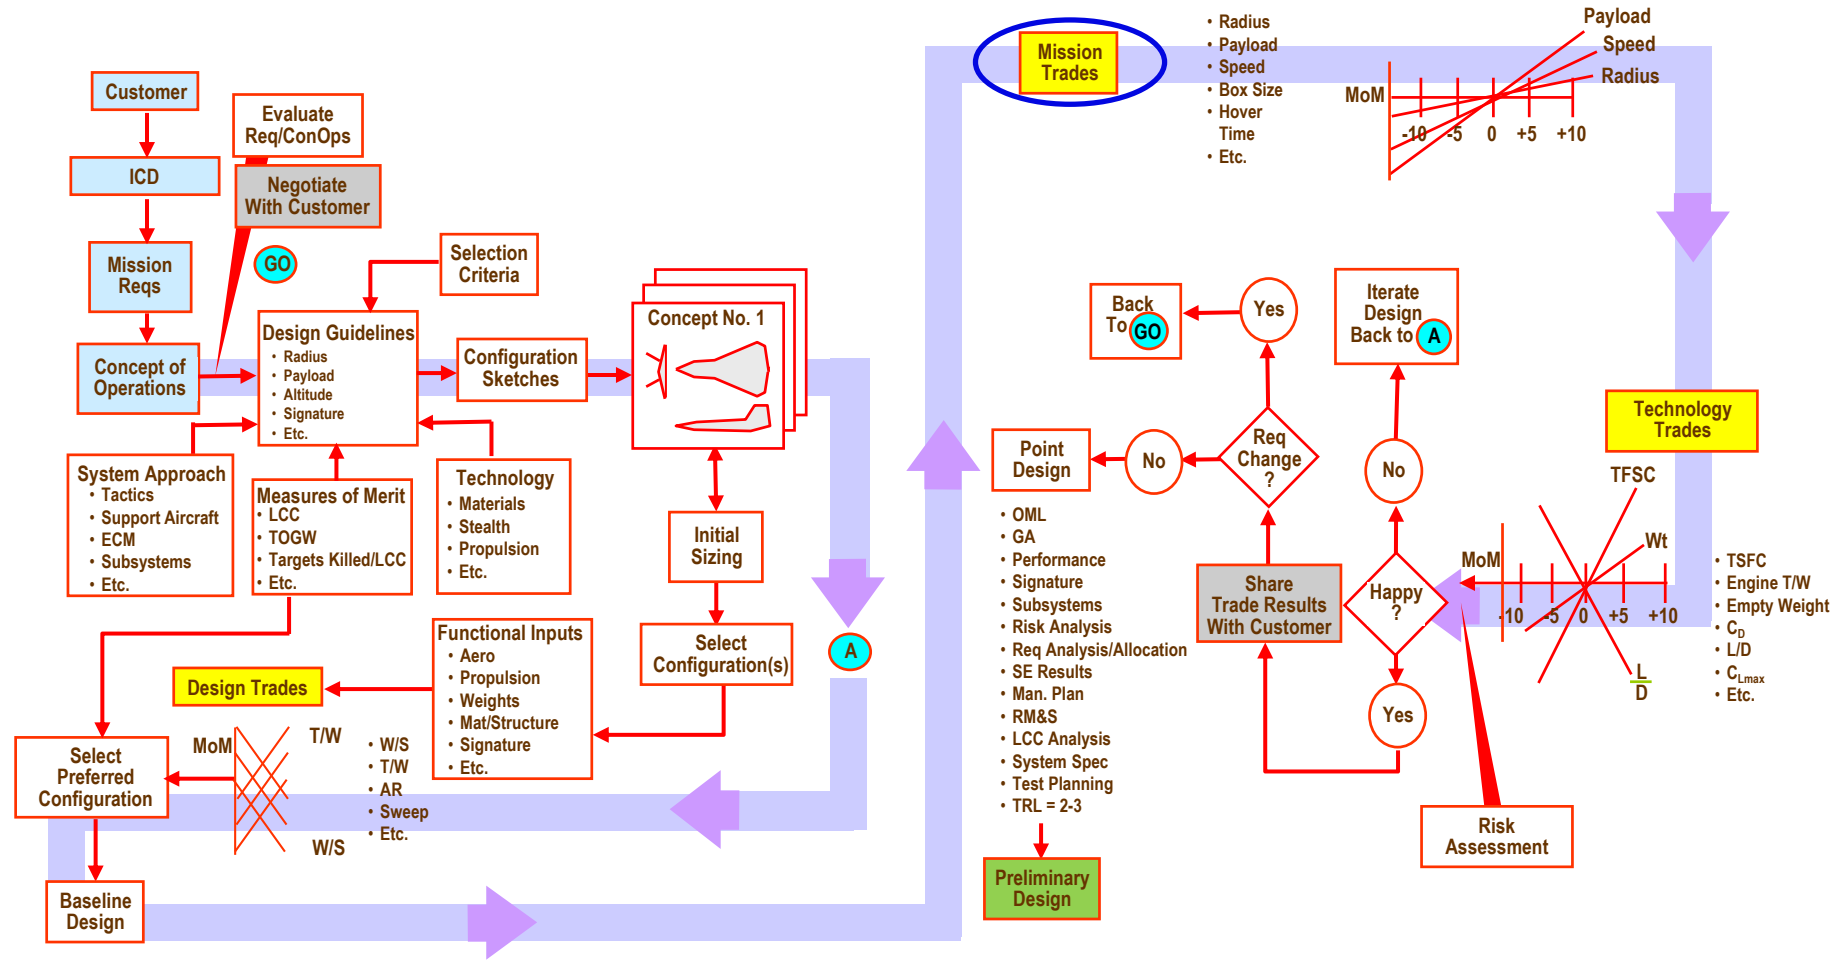 Customer
ICD
Mission
Reqs
Concept of
Operations
Evaluate
Req/ConOps
Negotiate
With Customer
GO
Selection
Criteria
Design Guidelines
• Radius
• Payload
• Altitude
• Signature
• Etc.
Configuration
Sketches
Concept No. 1
System Approach
• Tactics
• Support Aircraft
• ECM
• Subsystems
• Etc.
Measures of Merit
• LCC
• TOGW
• Targets Killed/LCC
• Etc.
Technology
• Materials
• Stealth
• Propulsion
• Etc.
Initial
Sizing
Select
Configuration(s)
A
Functional Inputs
• Aero
• Propulsion
• Weights
• Mat/Structure
• Signature
• Etc.
Design Trades
MoM
T/W
W/S
• W/S
• T/W
• AR
• Sweep
• Etc.
Select
Preferred
Configuration
Baseline
Design
Mission
Trades
• Radius
• Payload
• Speed
• Box Size
• Hover
Time
• Etc.
Payload
Speed
Radius
MoM
-10 -5 0 +5 +10
Technology
Trades
TFSC
Wt
MoM
-10 -5 0 +5 +10
L
D
• TSFC
• Engine T/W
• Empty Weight
• CD
• L/D
• CLmax
• Etc.
Risk
Assessment
Happy
?
No
Yes
Iterate
Design
Back to A
Share
Trade Results
With Customer
Req
Change
?
Yes
No
Back
To GO
Point
Design
• OML
• GA
• Performance
• Signature
• Subsystems
• Risk Analysis
• Req Analysis/Allocation
• SE Results
• Man. Plan
• RM&S
• LCC Analysis
• System Spec
• Test Planning
• TRL = 2-3
Preliminary
Design